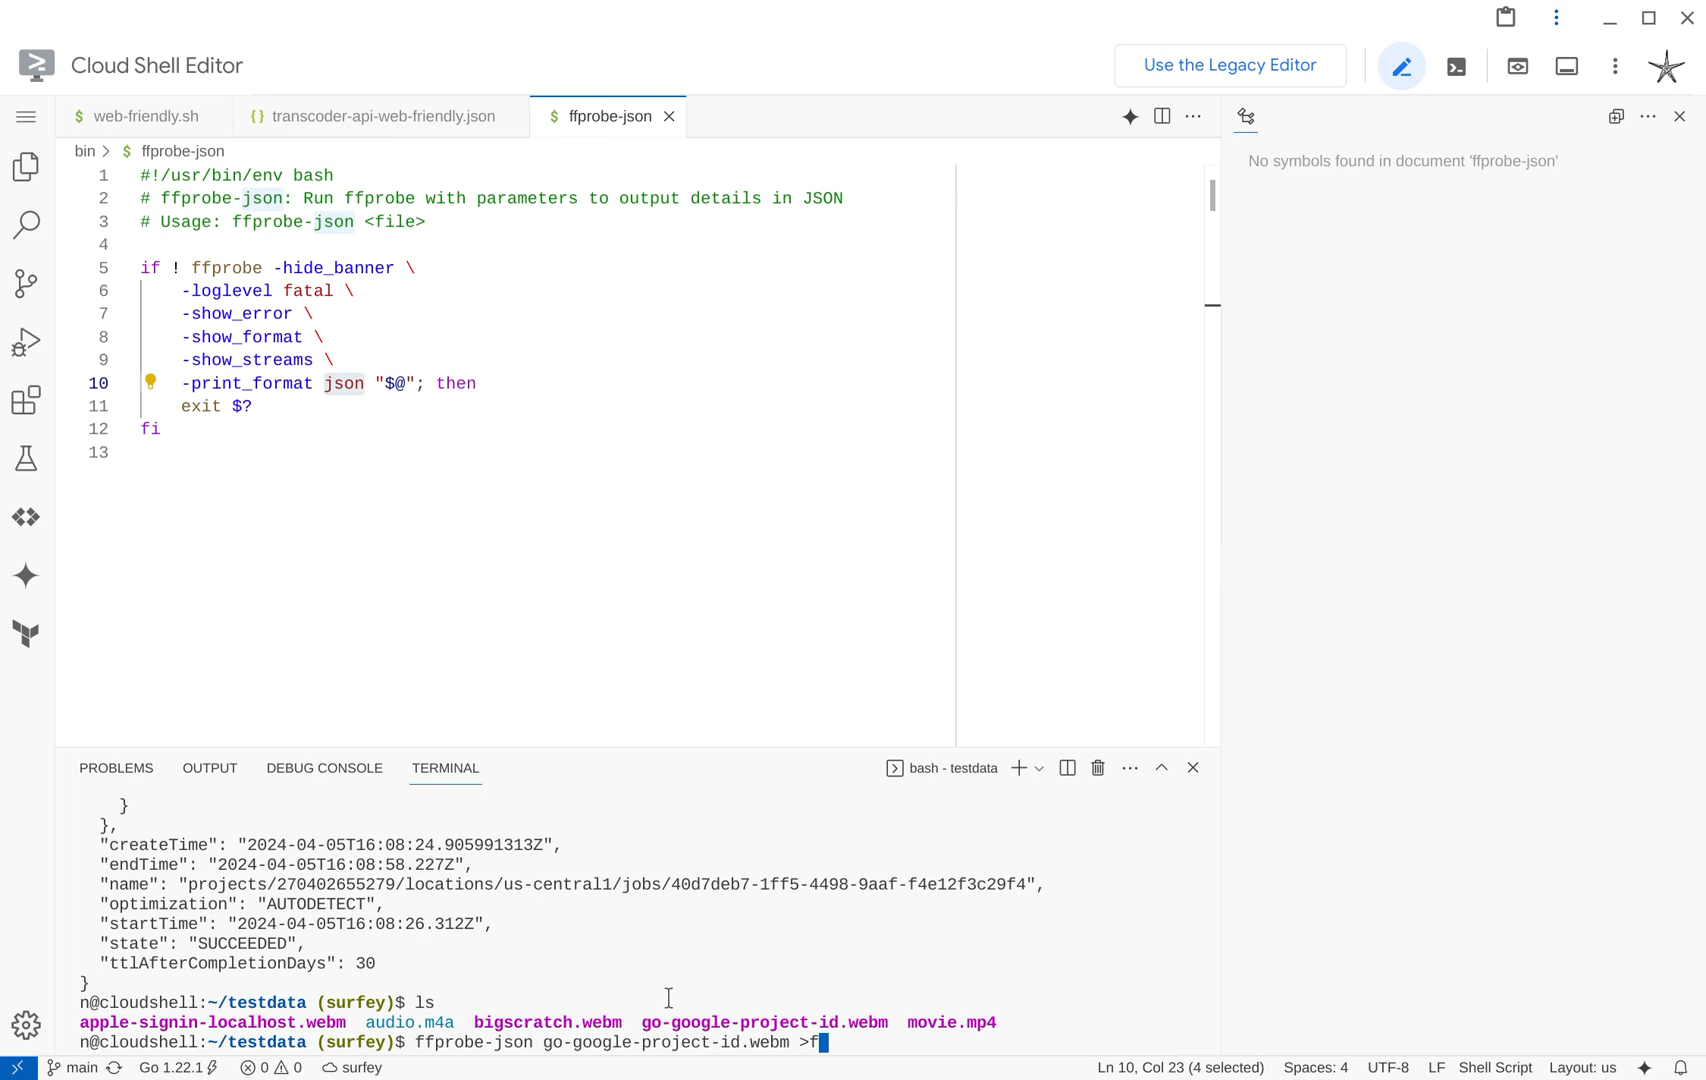 Cloud Shell Editor
Use the Legacy Editor
$ web-friendly.sh
{} transcoder-api-web-friendly.json
$ ffprobe-json
bin > $ ffprobe-json
No symbols found in document 'ffprobe-json'
1 #!/usr/bin/env bash
2 # ffprobe-json: Run ffprobe with parameters to output details in JSON
3 # Usage: ffprobe-json <file>
4
5 if ! ffprobe -hide_banner \
6 -loglevel fatal \
7 -show_error \
8 -show_format \
9 -show_streams \
10 -print_format json "$@"; then
11 exit $?
12 fi
13
PROBLEMS OUTPUT DEBUG CONSOLE TERMINAL
bash - testdata
}
},
"createTime": "2024-04-05T16:08:24.905991313Z",
"endTime": "2024-04-05T16:08:58.227Z",
"name": "projects/270402655279/locations/us-central1/jobs/40d7deb7-1ff5-4498-9aaf-f4e12f3c29f4",
"optimization": "AUTODETECT",
"startTime": "2024-04-05T16:08:26.312Z",
"state": "SUCCEEDED",
"ttlAfterCompletionDays": 30
}
n@cloudshell:~/testdata (surfey)$ ls
apple-signin-localhost.webm audio.m4a bigscratch.webm go-google-project-id.webm movie.mp4
n@cloudshell:~/testdata (surfey)$ ffprobe-json go-google-project-id.webm >f
main Go 1.22.1 0 0 surfey Ln 10, Col 23 (4 selected) Spaces: 4 UTF-8 LF Shell Script Layout: us